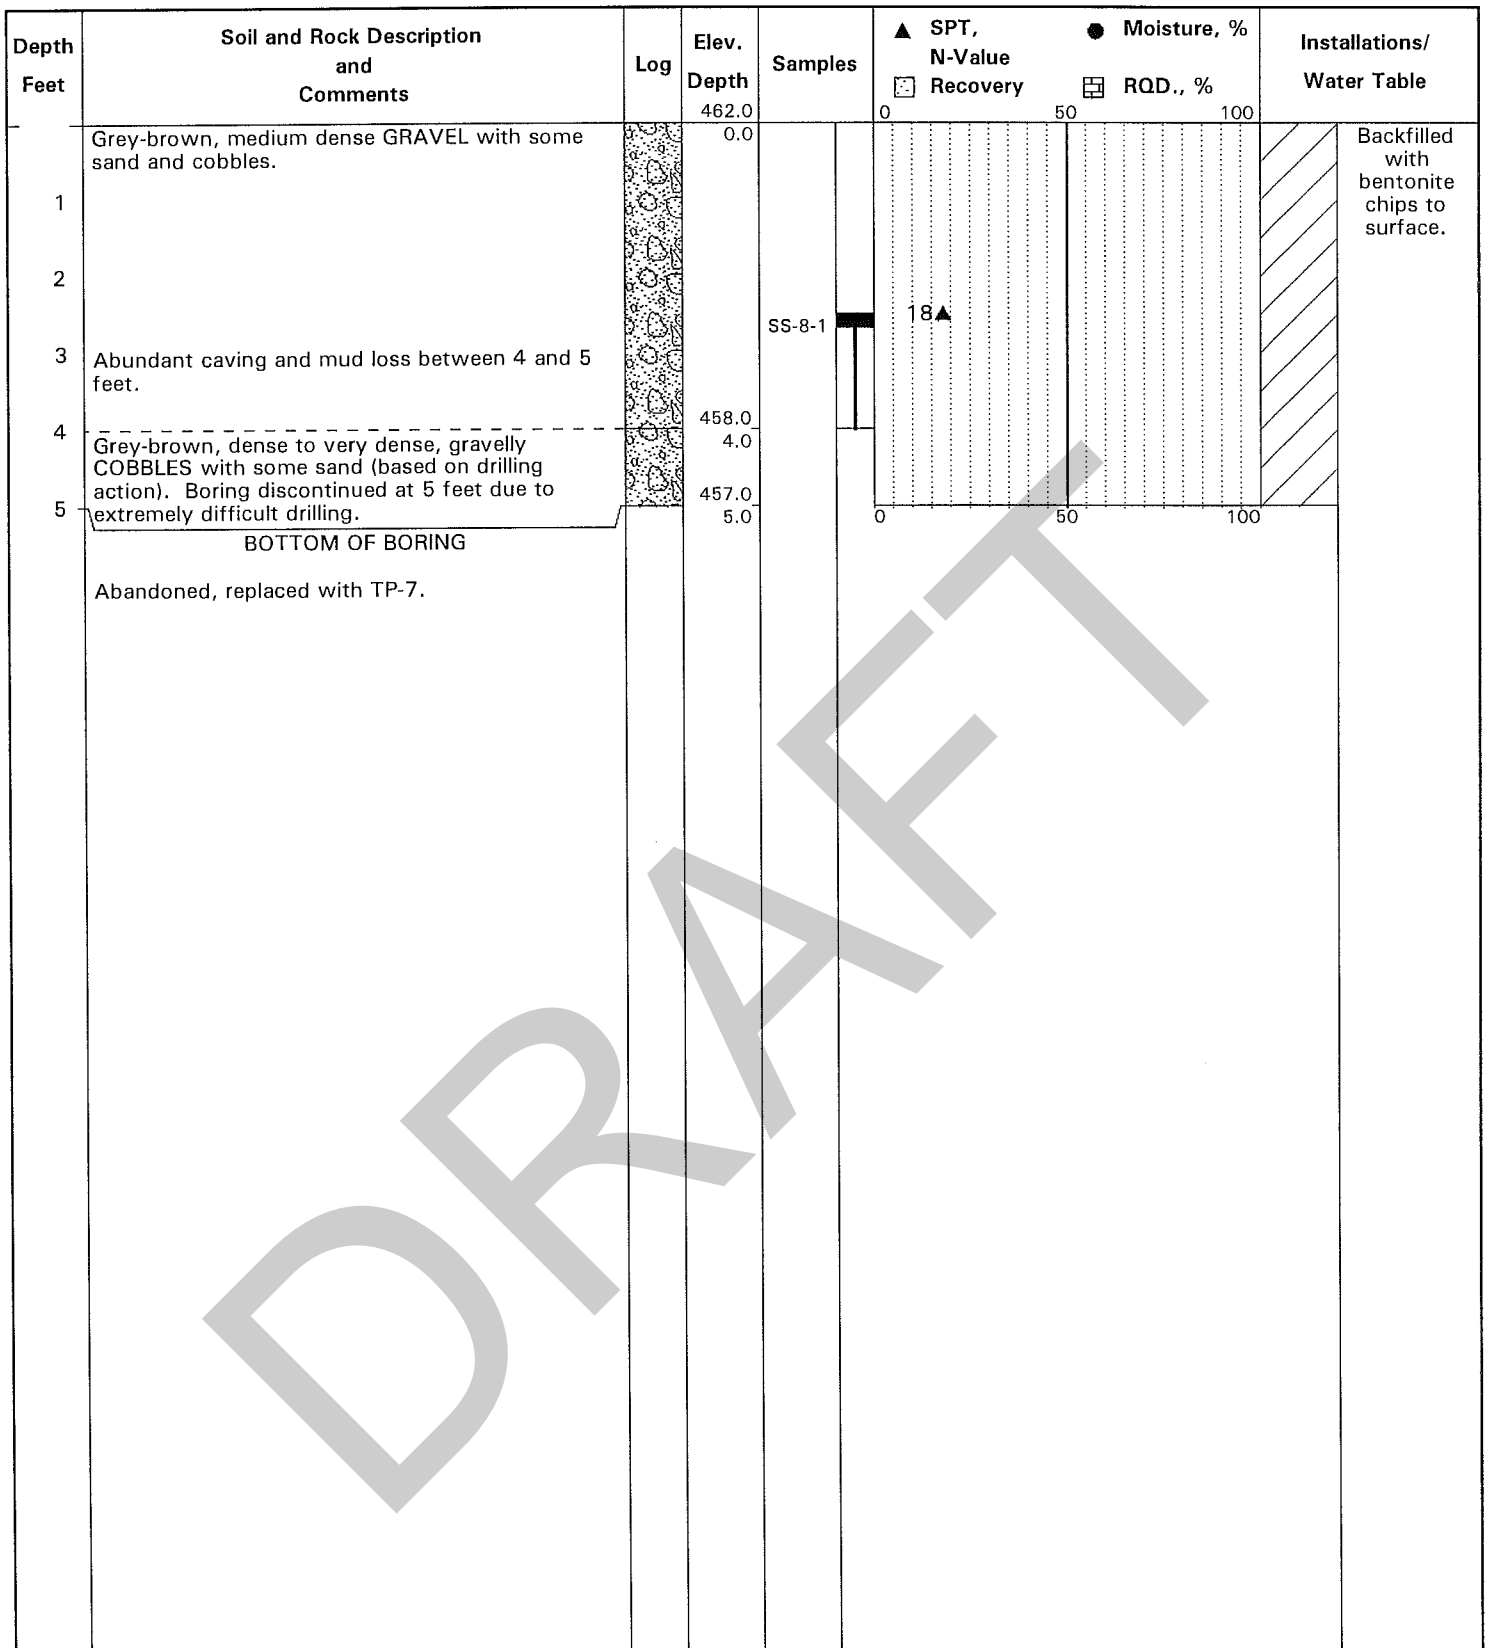 Depth
Feet
Soil and Rock Description
and
Comments
Log
Elev.
Depth
462.0
Samples
▲ SPT,
N-Value
Recovery
● Moisture, %
RQD., %
0 50 100
Installations/
Water Table
Grey-brown, medium dense GRAVEL with some
sand and cobbles.
0.0
Backfilled
with
bentonite
chips to
surface.
1
2
SS-8-1
18▲
3
Abundant caving and mud loss between 4 and 5
feet.
458.0
4
4.0
Grey-brown, dense to very dense, gravelly
COBBLES with some sand (based on drilling
action). Boring discontinued at 5 feet due to
extremely difficult drilling.
457.0
5
5.0
0 50 100
BOTTOM OF BORING
Abandoned, replaced with TP-7.
DRAFT